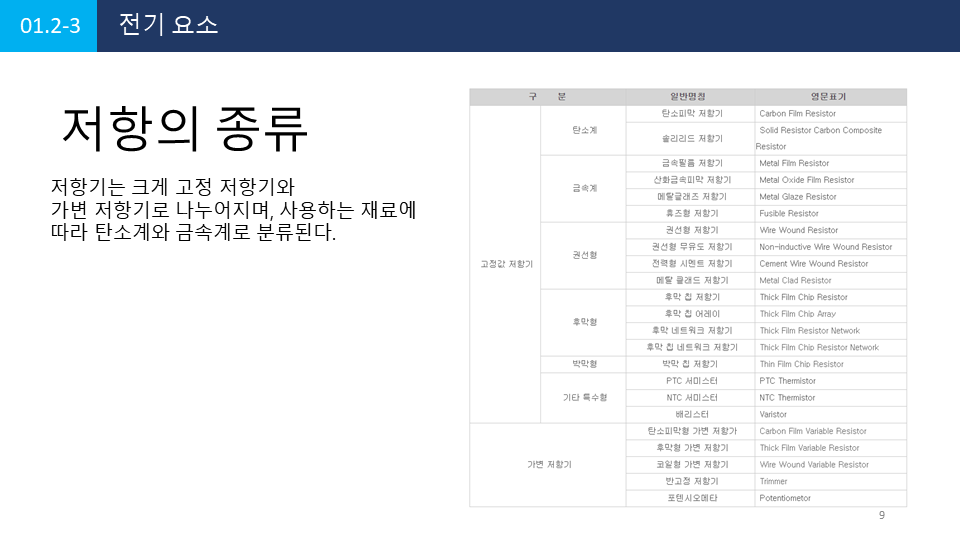 01.2-3 전기 요소
저항의 종류
저항기는 크게 고정 저항기와
가변 저항기로 나누어지며, 사용하는 재료에
따라 탄소계와 금속계로 분류된다.
구 분 일반명칭 영문표기
고정값 저항기
탄소계
탄소피막 저항기 Carbon Film Resistor
솔리리드 저항기 Solid Resistor Carbon Composite
Resistor
금속계
금속필름 저항기 Metal Film Resistor
산화금속피막 저항기 Metal Oxide Film Resistor
메탈글래즈 저항기 Metal Glaze Resistor
휴즈형 저항기 Fusible Resistor
권선형
권선형 저항기 Wire Wound Resistor
권선형 무유도 저항기 Non-inductive Wire Wound Resistor
전력형 시멘트 저항기 Cement Wire Wound Resistor
메탈 클래드 저항기 Metal Clad Resistor
후막형
후막 칩 저항기 Thick Film Chip Resistor
후막 칩 어레이 Thick Film Chip Array
후막 네트워크 저항기 Thick Film Resistor Network
후막 칩 네트워크 저항기 Thick Film Chip Resistor Network
박막형
박막 칩 저항기 Thin Film Chip Resistor
기타 특수형
PTC 서미스터 PTC Thermistor
NTC 서미스터 NTC Thermistor
배리스터 Varistor
가변 저항기
탄소피막형 가변 저항가 Carbon Film Variable Resistor
후막형 가변 저항기 Thick Film Variable Resistor
코일형 가변 저항기 Wire Wound Variable Resistor
반고정 저항기 Trimmer
포텐시오메타 Potentiometor
9